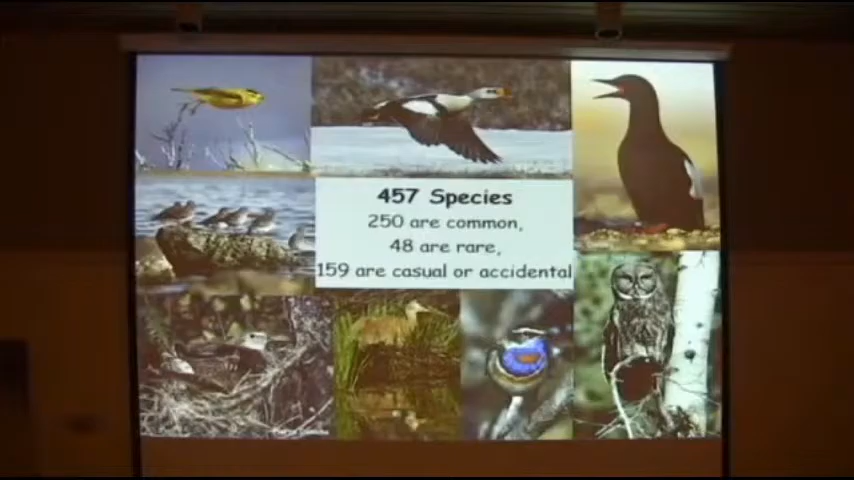 457 Species
250 are common,
48 are rare,
159 are casual or accidental